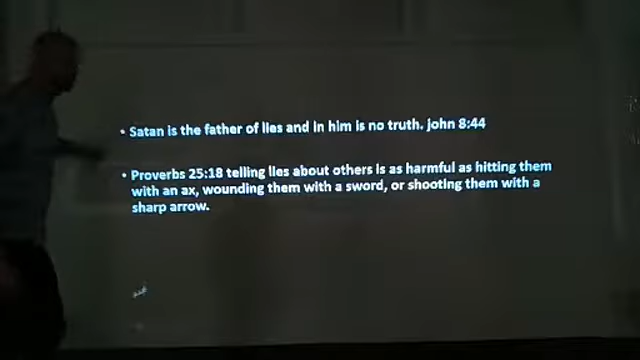 • Satan is the father of lies and in him is no truth. john 8:44
• Proverbs 25:18 telling lies about others is as harmful as hitting them
with an ax, wounding them with a sword, or shooting them with a
sharp arrow.